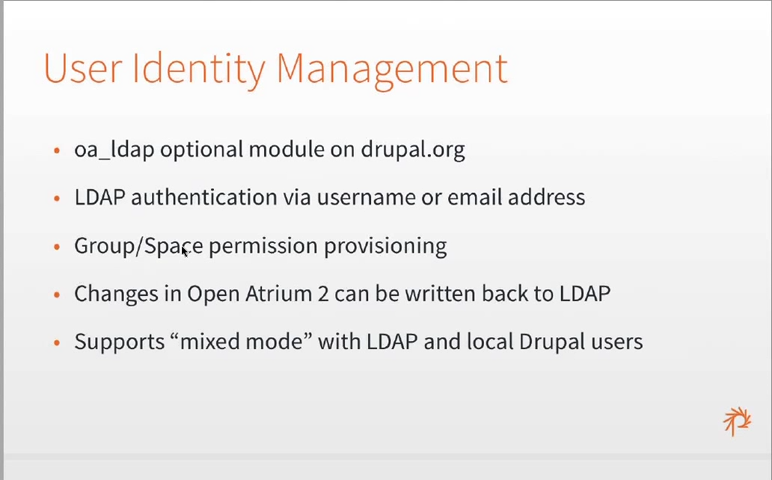 User Identity Management
• oa_ldap optional module on drupal.org
• LDAP authentication via username or email address
• Group/Space permission provisioning
• Changes in Open Atrium 2 can be written back to LDAP
• Supports “mixed mode” with LDAP and local Drupal users